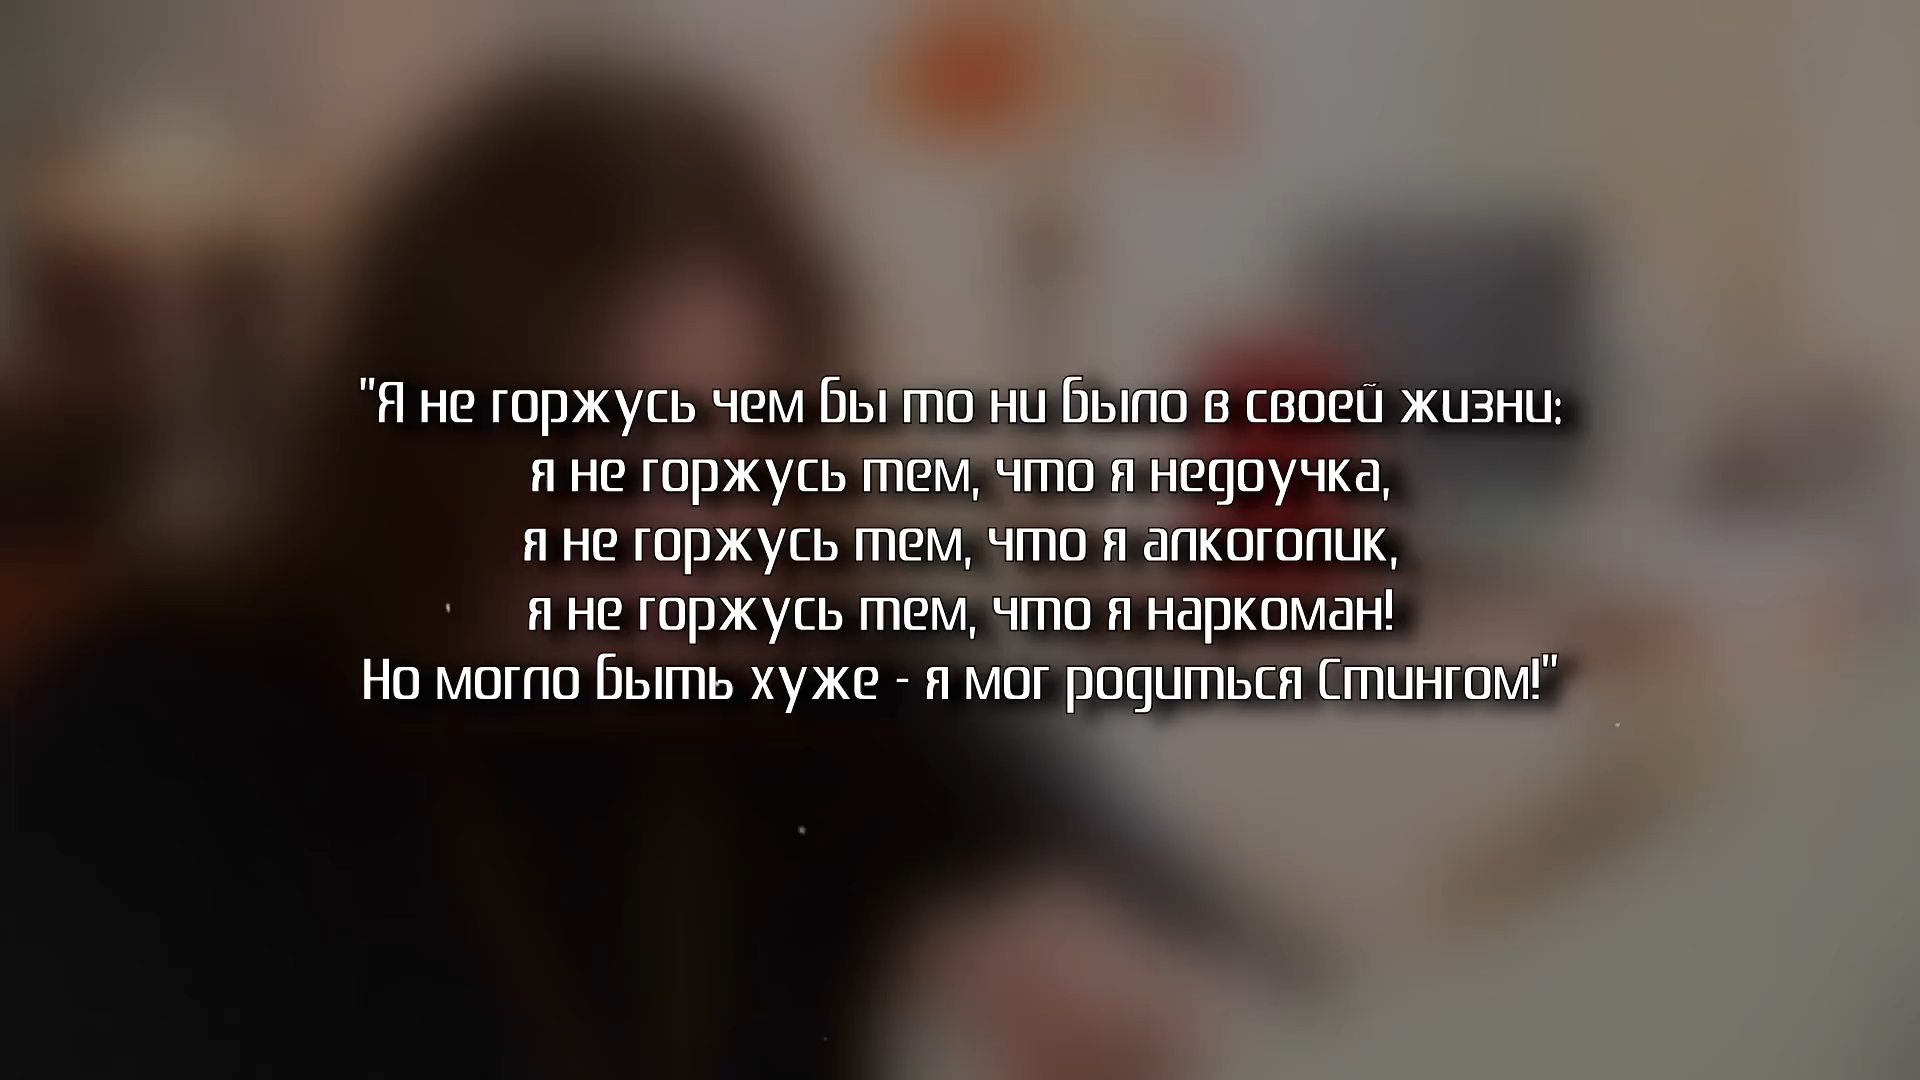 "Я не горжусь чем бы то ни было в своей жизни:
я не горжусь тем, что я недоучка,
я не горжусь тем, что я алкоголик,
я не горжусь тем, что я наркоман!
Но могло быть хуже - я мог родиться Стингом!"